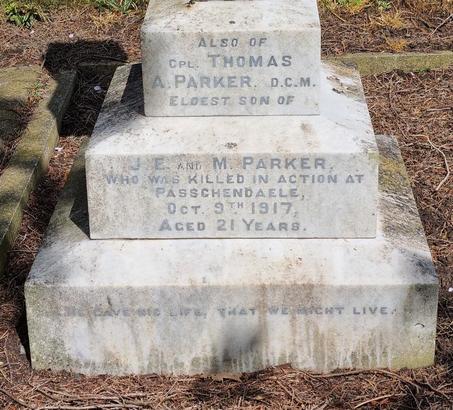 ALSO OF
CPL. THOMAS
A. PARKER. D.C.M.
ELDEST SON OF
J. E. AND M. PARKER.
WHO WAS KILLED IN ACTION AT
PASSCHENDAELE,
OCT. 9TH 1917,
AGED 21 YEARS.
HE GAVE HIS LIFE, THAT WE MIGHT LIVE.